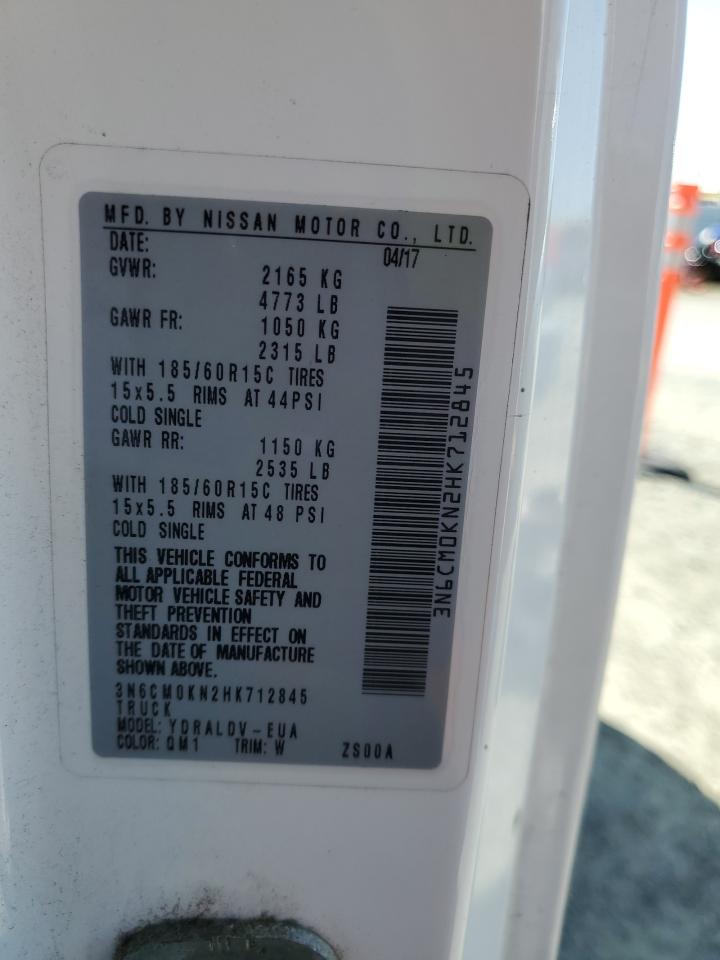 MFD. BY NISSAN MOTOR CO., LTD.
DATE: 04/17
GVWR: 2165 KG
4773 LB
GAWR FR: 1050 KG
2315 LB
WITH 185/60R15C TIRES
15x5.5 RIMS AT 44PSI
COLD SINGLE
GAWR RR: 1150 KG
2535 LB
WITH 185/60R15C TIRES
15x5.5 RIMS AT 48 PSI
COLD SINGLE
THIS VEHICLE CONFORMS TO
ALL APPLICABLE FEDERAL
MOTOR VEHICLE SAFETY AND
THEFT PREVENTION
STANDARDS IN EFFECT ON
THE DATE OF MANUFACTURE
SHOWN ABOVE.
3N6CM0KN2HK712845
TRUCK
MODEL: YDRALDV-EUA
COLOR: QM1 TRIM: W ZS00A
3N6CM0KN2HK712845